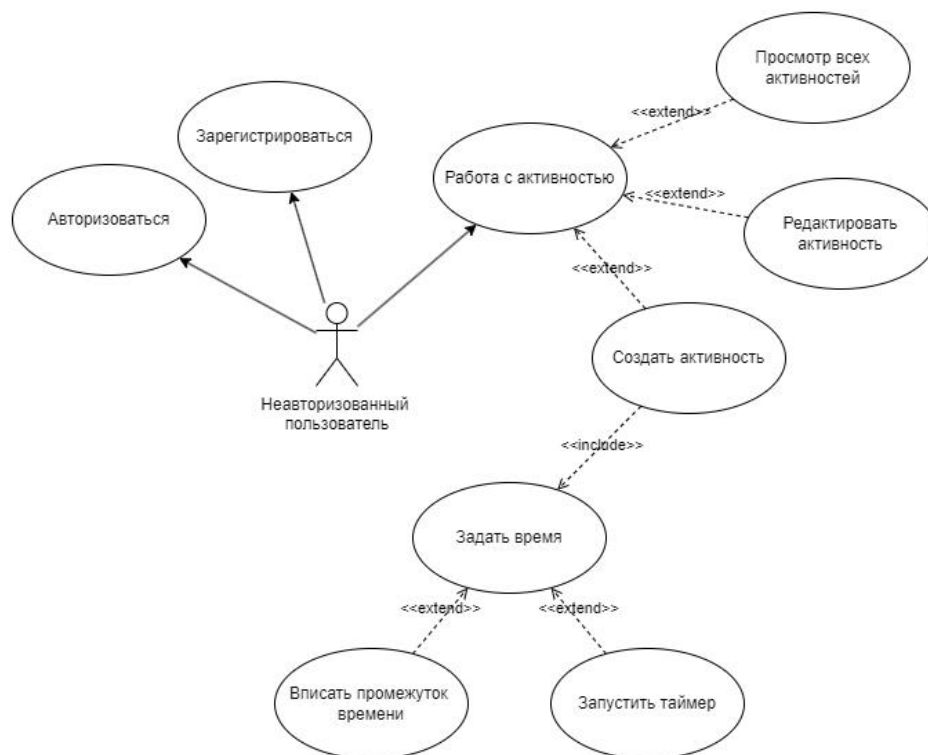 Просмотр всех
активностей
<<extend>>
Зарегистрироваться
Работа с активностью
<<extend>>
Авторизоваться
Редактировать
активность
<<extend>>
Создать активность
Неавторизованный
пользователь
<<include>>
Задать время
<<extend>>
<<extend>>
Вписать промежуток
времени
Запустить таймер